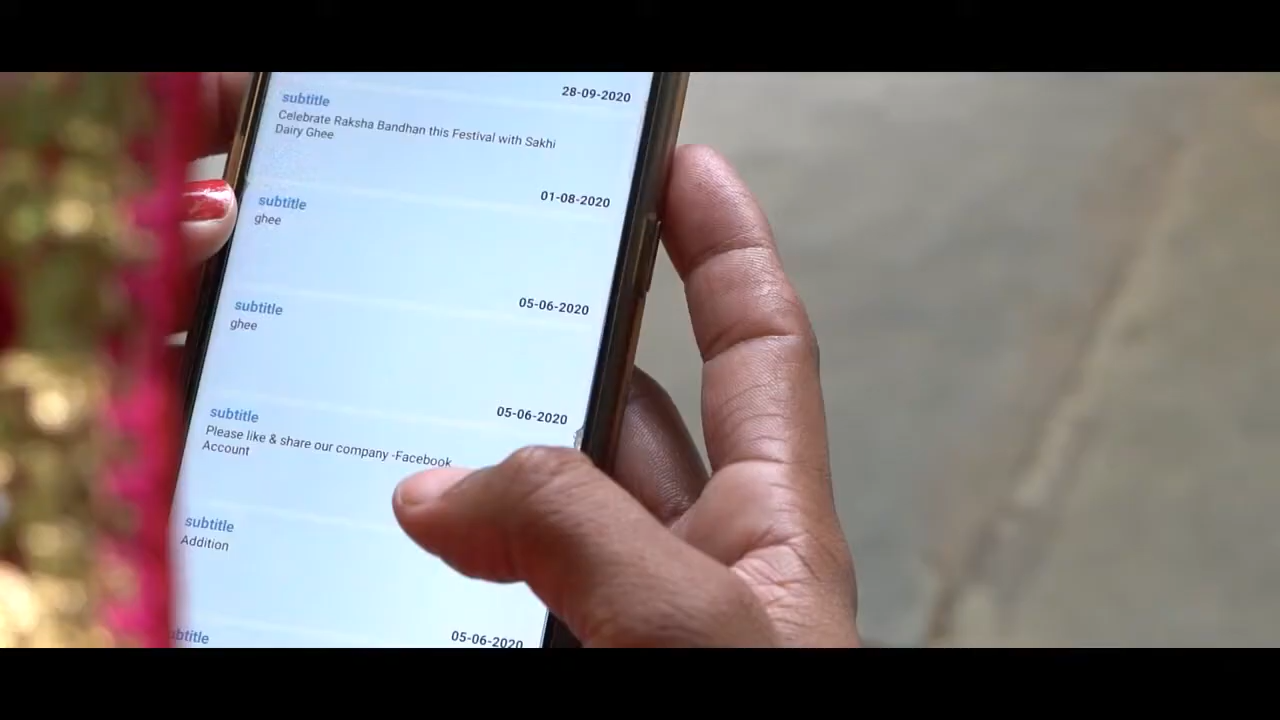 28-09-2020
subtitle
Celebrate Raksha Bandhan this Festival with Sakhi
Dairy Ghee
01-08-2020
subtitle
ghee
05-06-2020
subtitle
ghee
05-06-2020
subtitle
Please like & share our company -Facebook
Account
subtitle
Addition
05-06-2020
subtitle